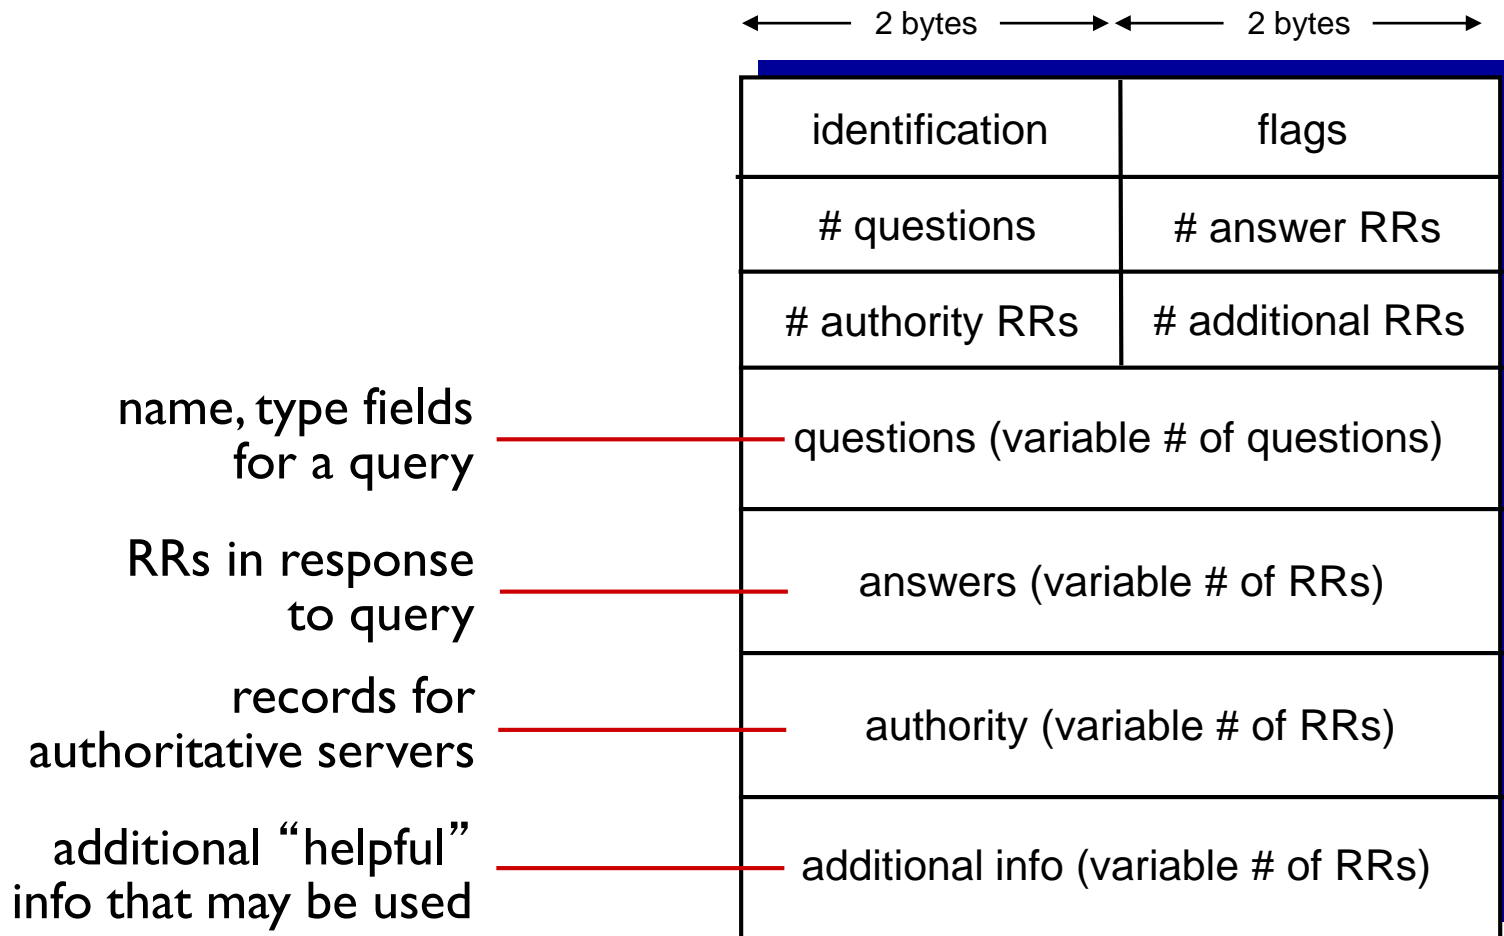 2 bytes 2 bytes
identification flags
# questions # answer RRs
# authority RRs # additional RRs
name, type fields
for a query
questions (variable # of questions)
RRs in response
to query
answers (variable # of RRs)
records for
authoritative servers
authority (variable # of RRs)
additional “helpful”
info that may be used
additional info (variable # of RRs)